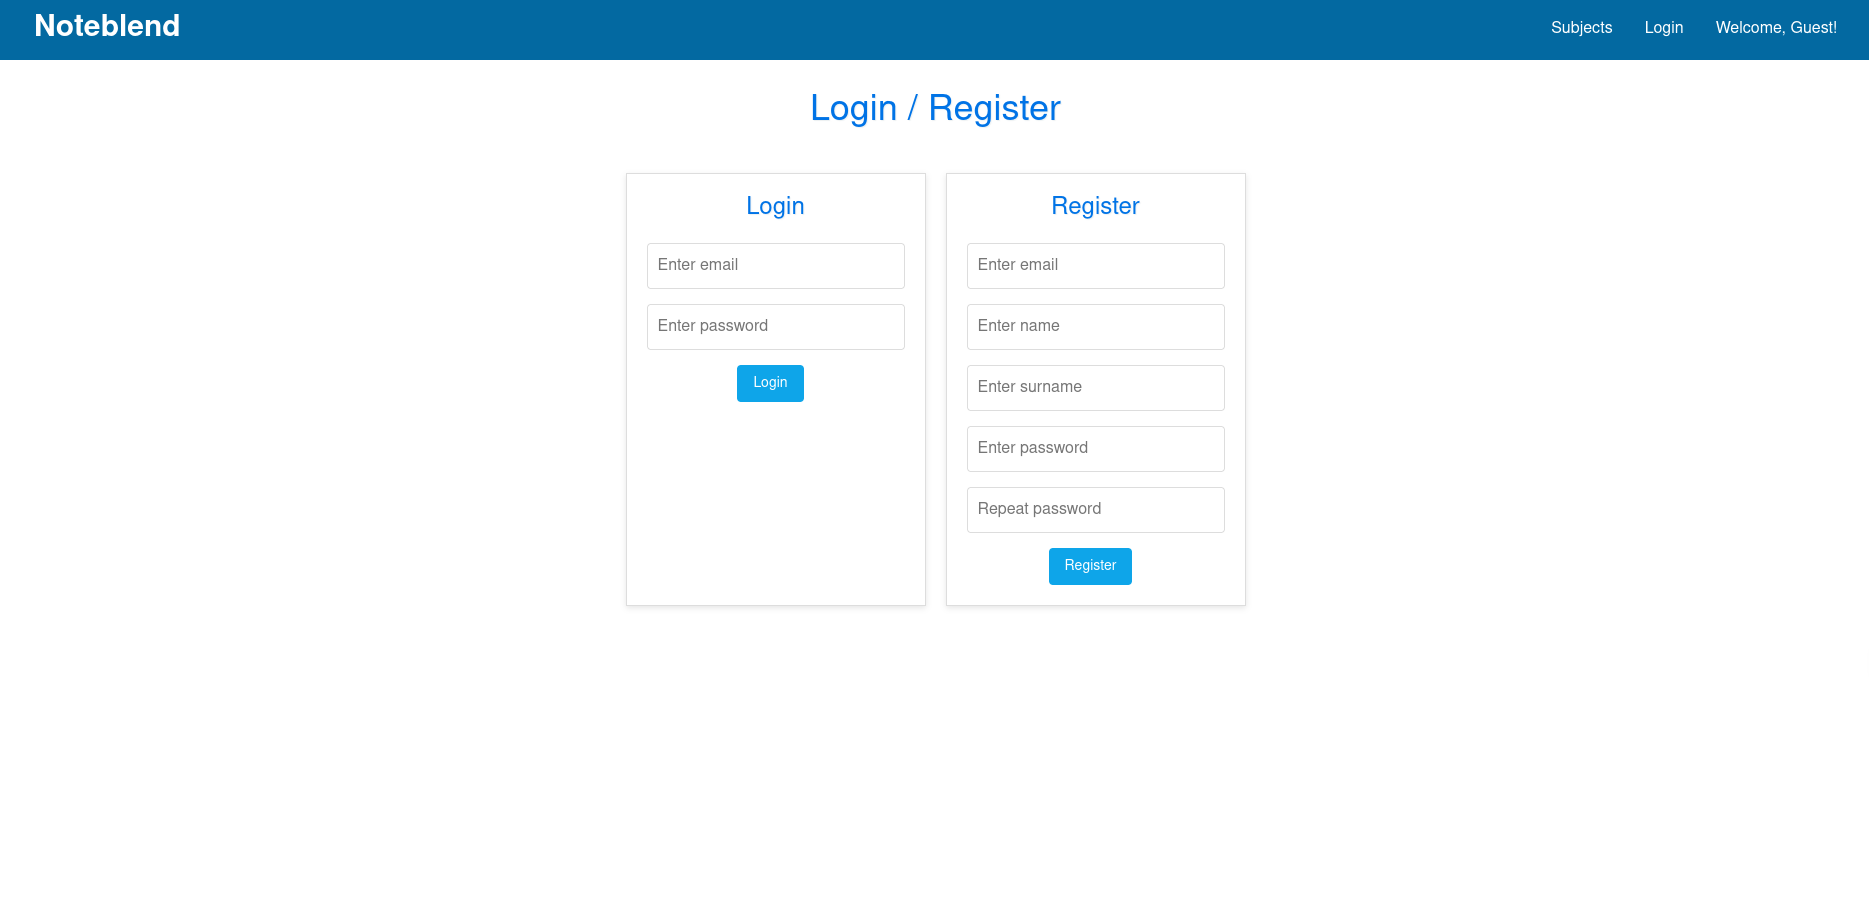 Noteblend
Subjects Login Welcome, Guest!
Login / Register
Login
Enter email
Enter password
Login
Register
Enter email
Enter name
Enter surname
Enter password
Repeat password
Register